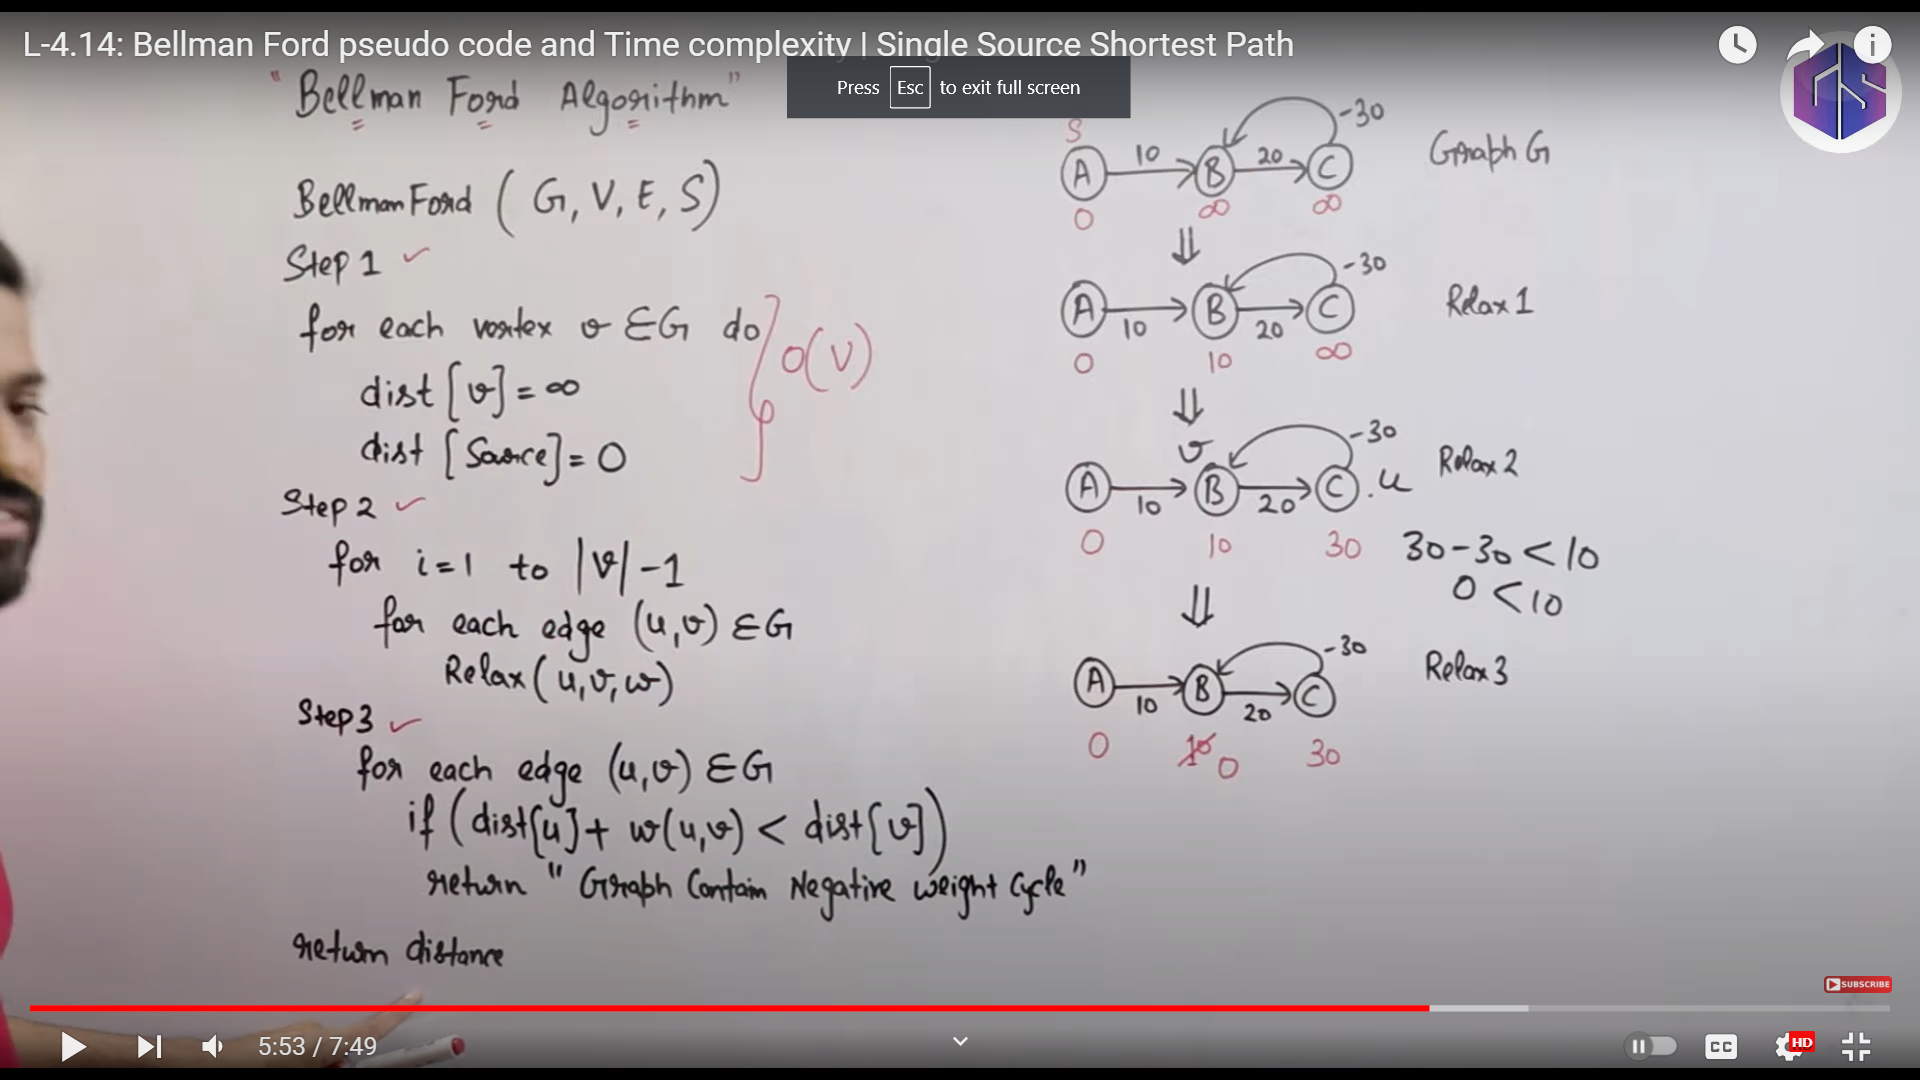 L-4.14: Bellman Ford pseudo code and Time complexity | Single Source Shortest Path
Press Esc to exit full screen
"Bellman Ford Algorithm"
BellmanFord (G, V, E, S)
Step 1 ✓
for each vertex v ∈G do
dist [v] = ∞
dist [Source] = 0
O(V)
Step 2 ✓
for i=1 to |v| -1
for each edge (u,v) ∈G
Relax (u,v,w)
Step 3 ✓
for each edge (u,v) ∈G
if (dist[u] + w(u,v) < dist[v])
return "Graph Contain Negative weight Cycle"
return distance
S
A 10 B 20 C -30 Graph G
0 ∞ ∞
⇓
A 10 B 20 C -30 Relax 1
0 10 ∞
⇓
v
A 10 B 20 C .u -30 Relax 2
0 10 30
30-30 < 10
0 < 10
⇓
A 10 B 20 C -30 Relax 3
0 10 0 30
SUBSCRIBE
5:53 / 7:49
CC
HD